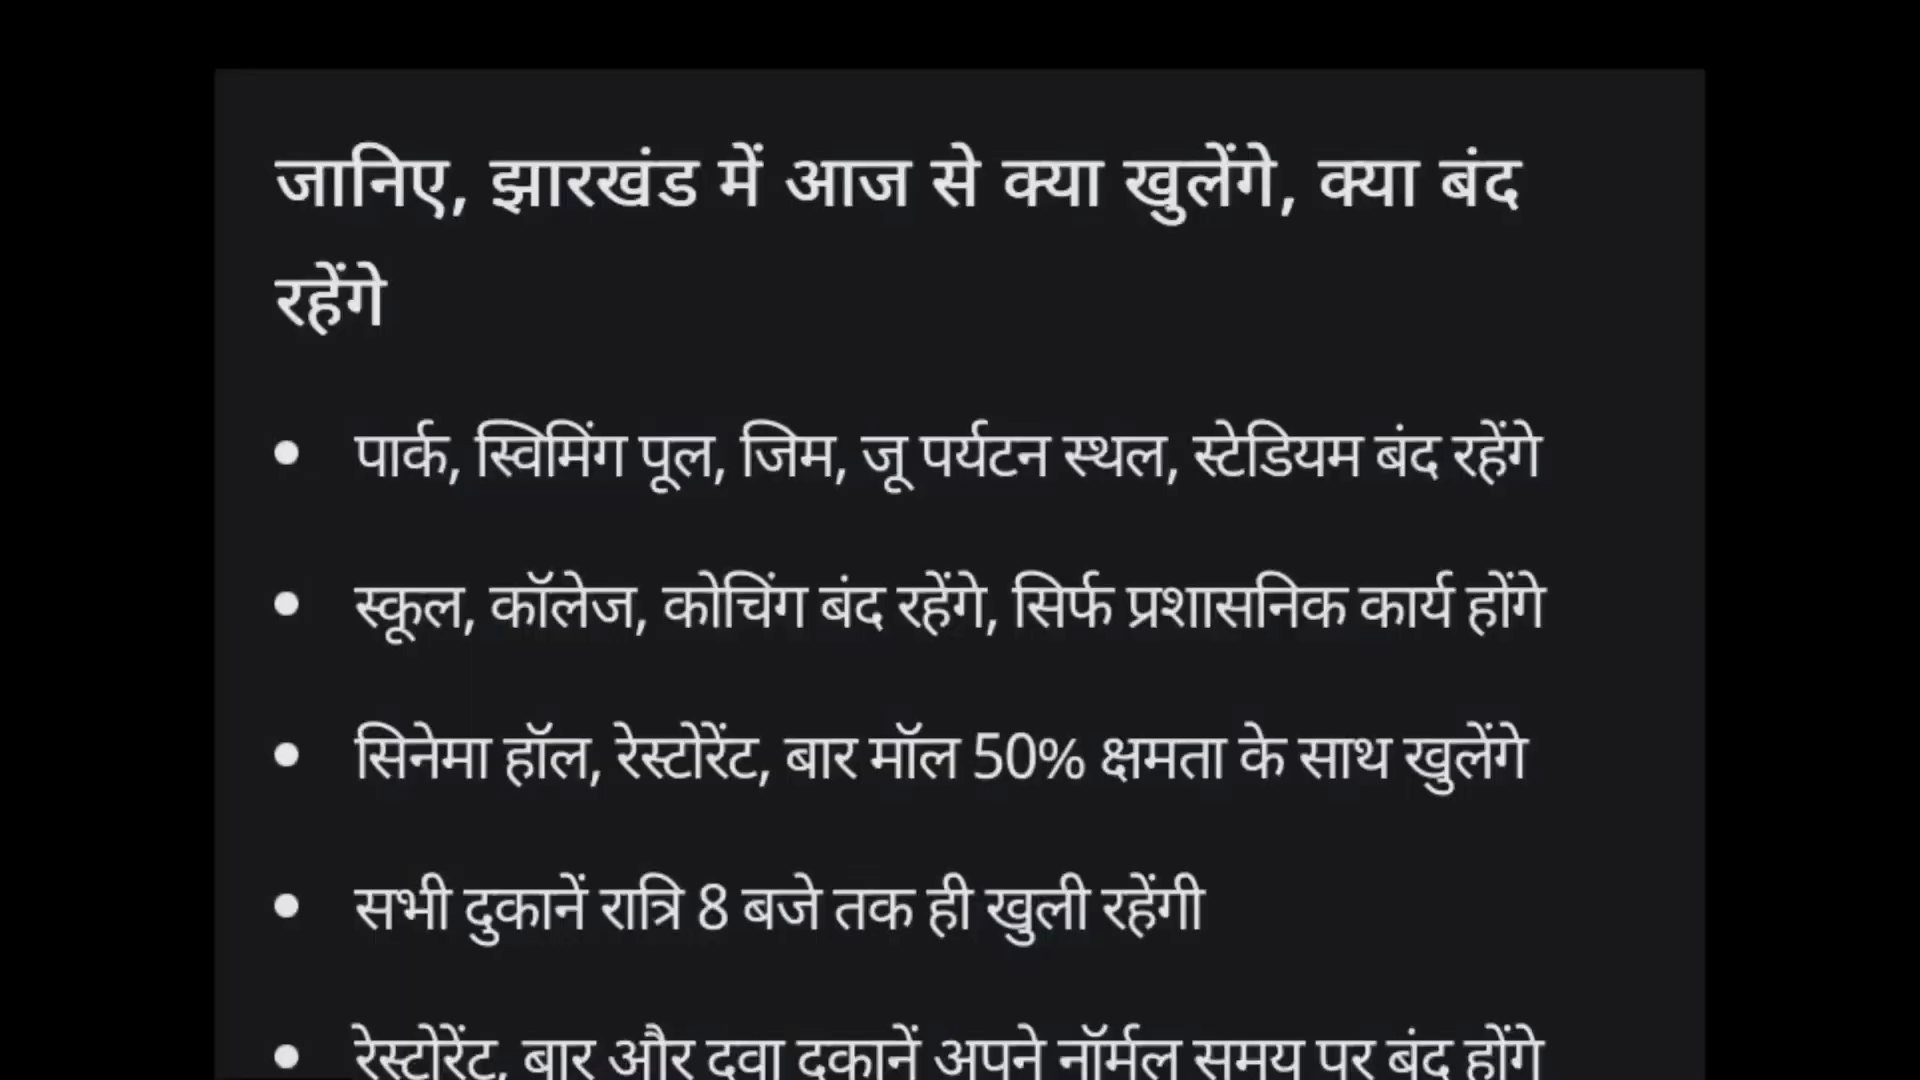 जानिए, झारखंड में आज से क्या खुलेंगे, क्या बंद
रहेंगे
• पार्क, स्विमिंग पूल, जिम, जू पर्यटन स्थल, स्टेडियम बंद रहेंगे
• स्कूल, कॉलेज, कोचिंग बंद रहेंगे, सिर्फ प्रशासनिक कार्य होंगे
• सिनेमा हॉल, रेस्टोरेंट, बार मॉल 50% क्षमता के साथ खुलेंगे
• सभी दुकानें रात्रि 8 बजे तक ही खुली रहेंगी
• रेस्टोरेंट, बार और दवा दुकानें अपने नॉर्मल समय पर बंद होंगे